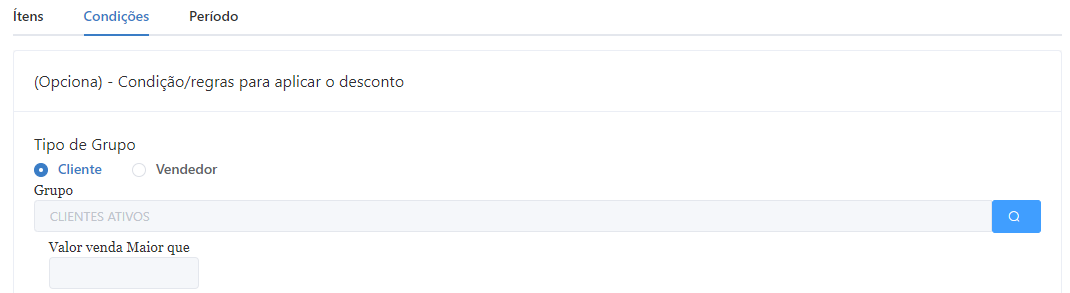 Ítens Condições Período
(Opciona) - Condição/regras para aplicar o desconto
Tipo de Grupo
Cliente Vendedor
Grupo
CLIENTES ATIVOS
Valor venda Maior que